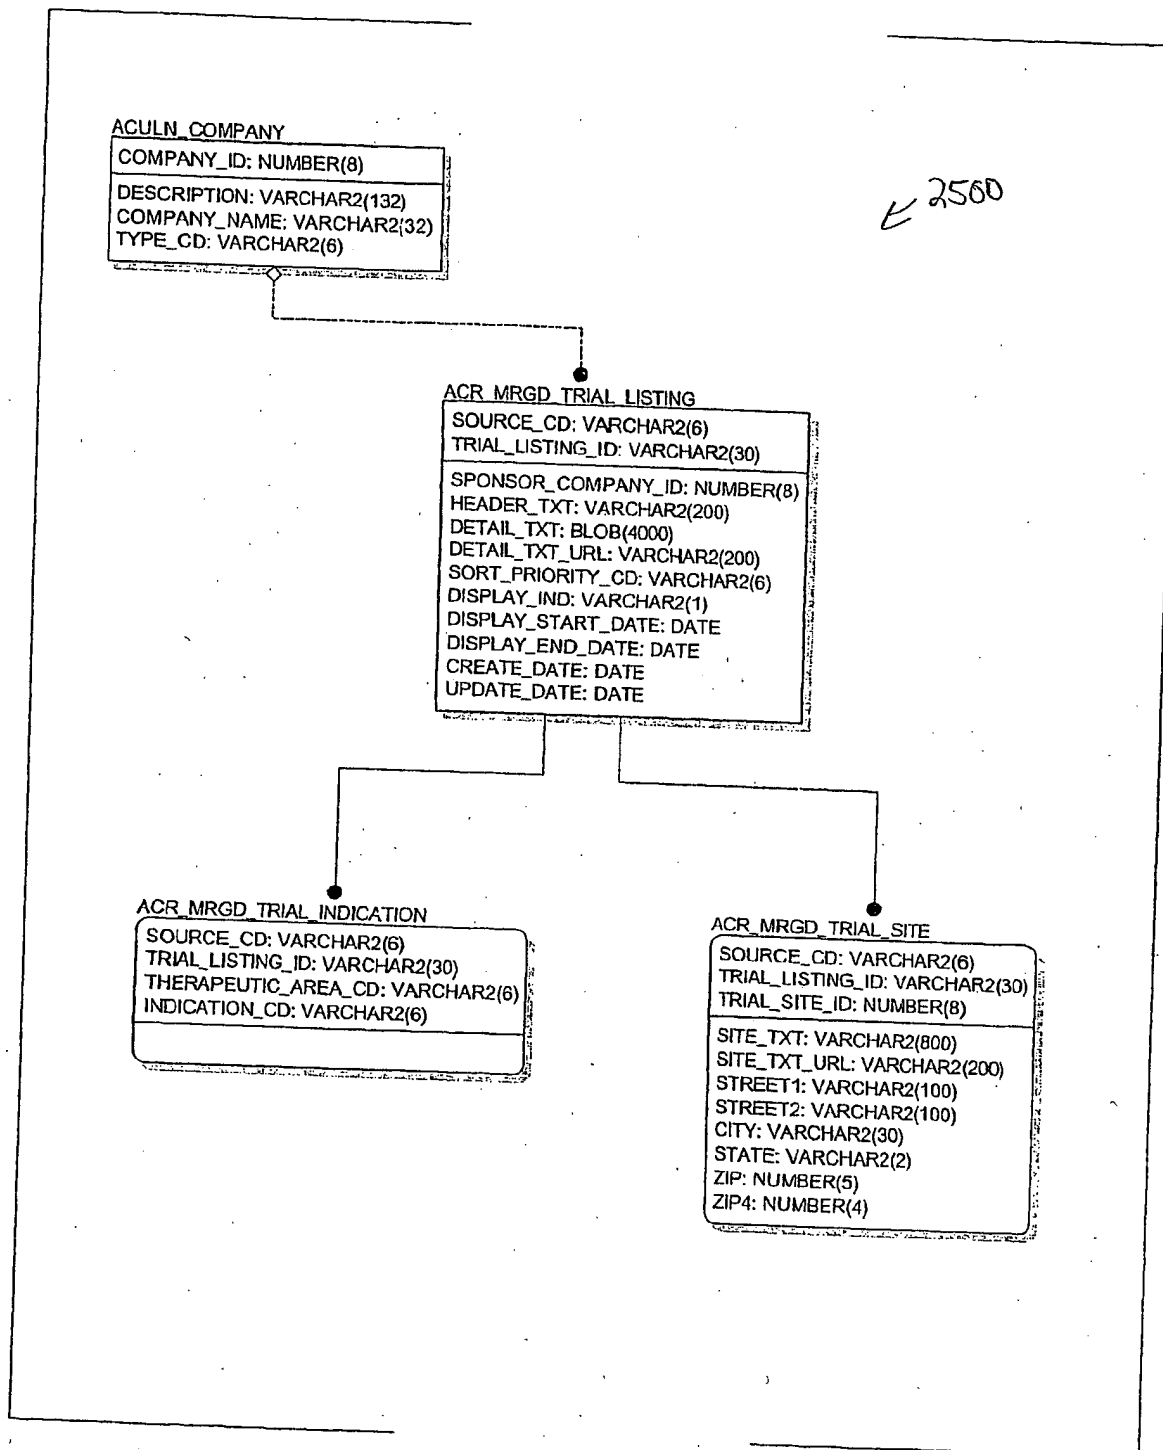 ACULN_COMPANY
COMPANY_ID: NUMBER(8)
DESCRIPTION: VARCHAR2(132)
COMPANY_NAME: VARCHAR2(32)
TYPE_CD: VARCHAR2(6)
2500
ACR_MRGD_TRIAL_LISTING
SOURCE_CD: VARCHAR2(6)
TRIAL_LISTING_ID: VARCHAR2(30)
SPONSOR_COMPANY_ID: NUMBER(8)
HEADER_TXT: VARCHAR2(200)
DETAIL_TXT: BLOB(4000)
DETAIL_TXT_URL: VARCHAR2(200)
SORT_PRIORITY_CD: VARCHAR2(6)
DISPLAY_IND: VARCHAR2(1)
DISPLAY_START_DATE: DATE
DISPLAY_END_DATE: DATE
CREATE_DATE: DATE
UPDATE_DATE: DATE
ACR_MRGD_TRIAL_INDICATION
SOURCE_CD: VARCHAR2(6)
TRIAL_LISTING_ID: VARCHAR2(30)
THERAPEUTIC_AREA_CD: VARCHAR2(6)
INDICATION_CD: VARCHAR2(6)
ACR_MRGD_TRIAL_SITE
SOURCE_CD: VARCHAR2(6)
TRIAL_LISTING_ID: VARCHAR2(30)
TRIAL_SITE_ID: NUMBER(8)
SITE_TXT: VARCHAR2(800)
SITE_TXT_URL: VARCHAR2(200)
STREET1: VARCHAR2(100)
STREET2: VARCHAR2(100)
CITY: VARCHAR2(30)
STATE: VARCHAR2(2)
ZIP: NUMBER(5)
ZIP4: NUMBER(4)